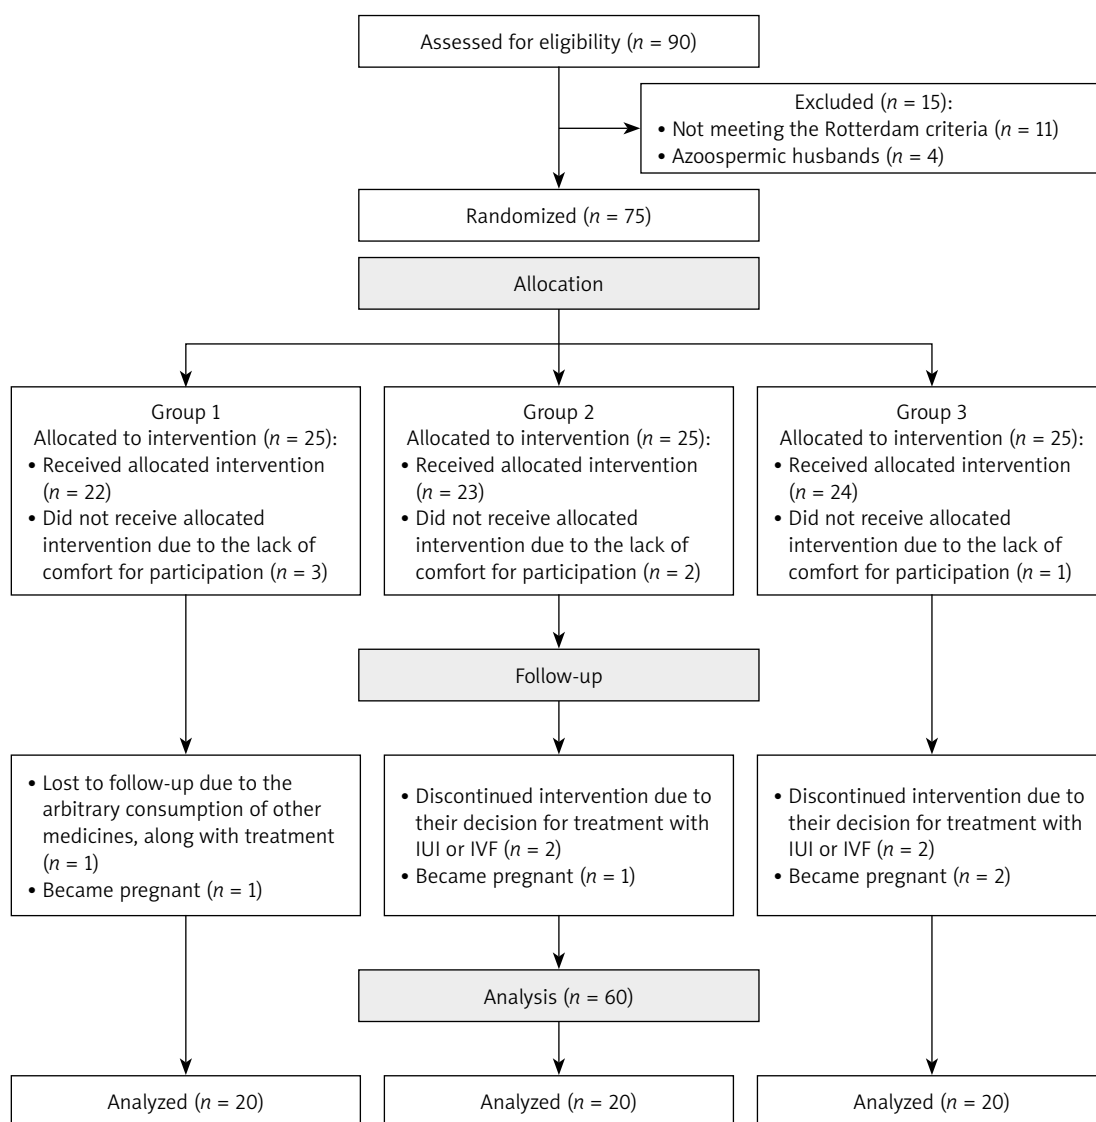 Assessed for eligibility (n = 90)
Excluded (n = 15):
• Not meeting the Rotterdam criteria (n = 11)
• Azoospermic husbands (n = 4)
Randomized (n = 75)
Allocation
Group 1
Allocated to intervention (n = 25):
• Received allocated intervention
(n = 22)
• Did not receive allocated
intervention due to the lack of
comfort for participation (n = 3)
Group 2
Allocated to intervention (n = 25):
• Received allocated intervention
(n = 23)
• Did not receive allocated
intervention due to the lack of
comfort for participation (n = 2)
Group 3
Allocated to intervention (n = 25):
• Received allocated intervention
(n = 24)
• Did not receive allocated
intervention due to the lack of
comfort for participation (n = 1)
Follow-up
• Lost to follow-up due to the
arbitrary consumption of other
medicines, along with treatment
(n = 1)
• Became pregnant (n = 1)
• Discontinued intervention due to
their decision for treatment with
IUI or IVF (n = 2)
• Became pregnant (n = 1)
• Discontinued intervention due to
their decision for treatment with
IUI or IVF (n = 2)
• Became pregnant (n = 2)
Analysis (n = 60)
Analyzed (n = 20)
Analyzed (n = 20)
Analyzed (n = 20)